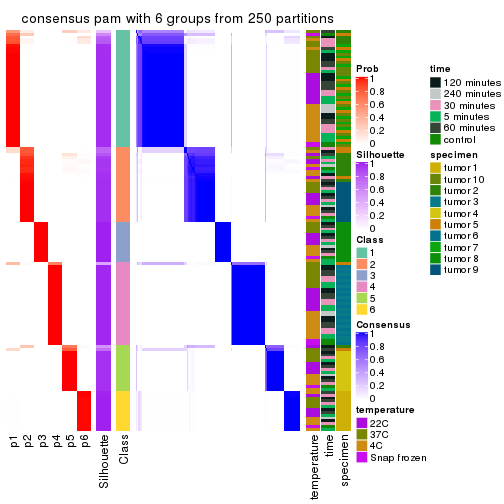 consensus pam with 6 groups from 250 partitions
p1
p2
p3
p4
p5
p6
Silhouette
Class
temperature
time
specimen
Prob
1
0.8
0.6
0.4
0.2
0
Silhouette
1
0.8
0.6
0.4
0.2
0
Class
1
2
3
4
5
6
Consensus
1
0.8
0.6
0.4
0.2
0
temperature
22C
37C
4C
Snap frozen
time
120 minutes
240 minutes
30 minutes
5 minutes
60 minutes
control
specimen
tumor 1
tumor 10
tumor 2
tumor 3
tumor 4
tumor 5
tumor 6
tumor 7
tumor 8
tumor 9